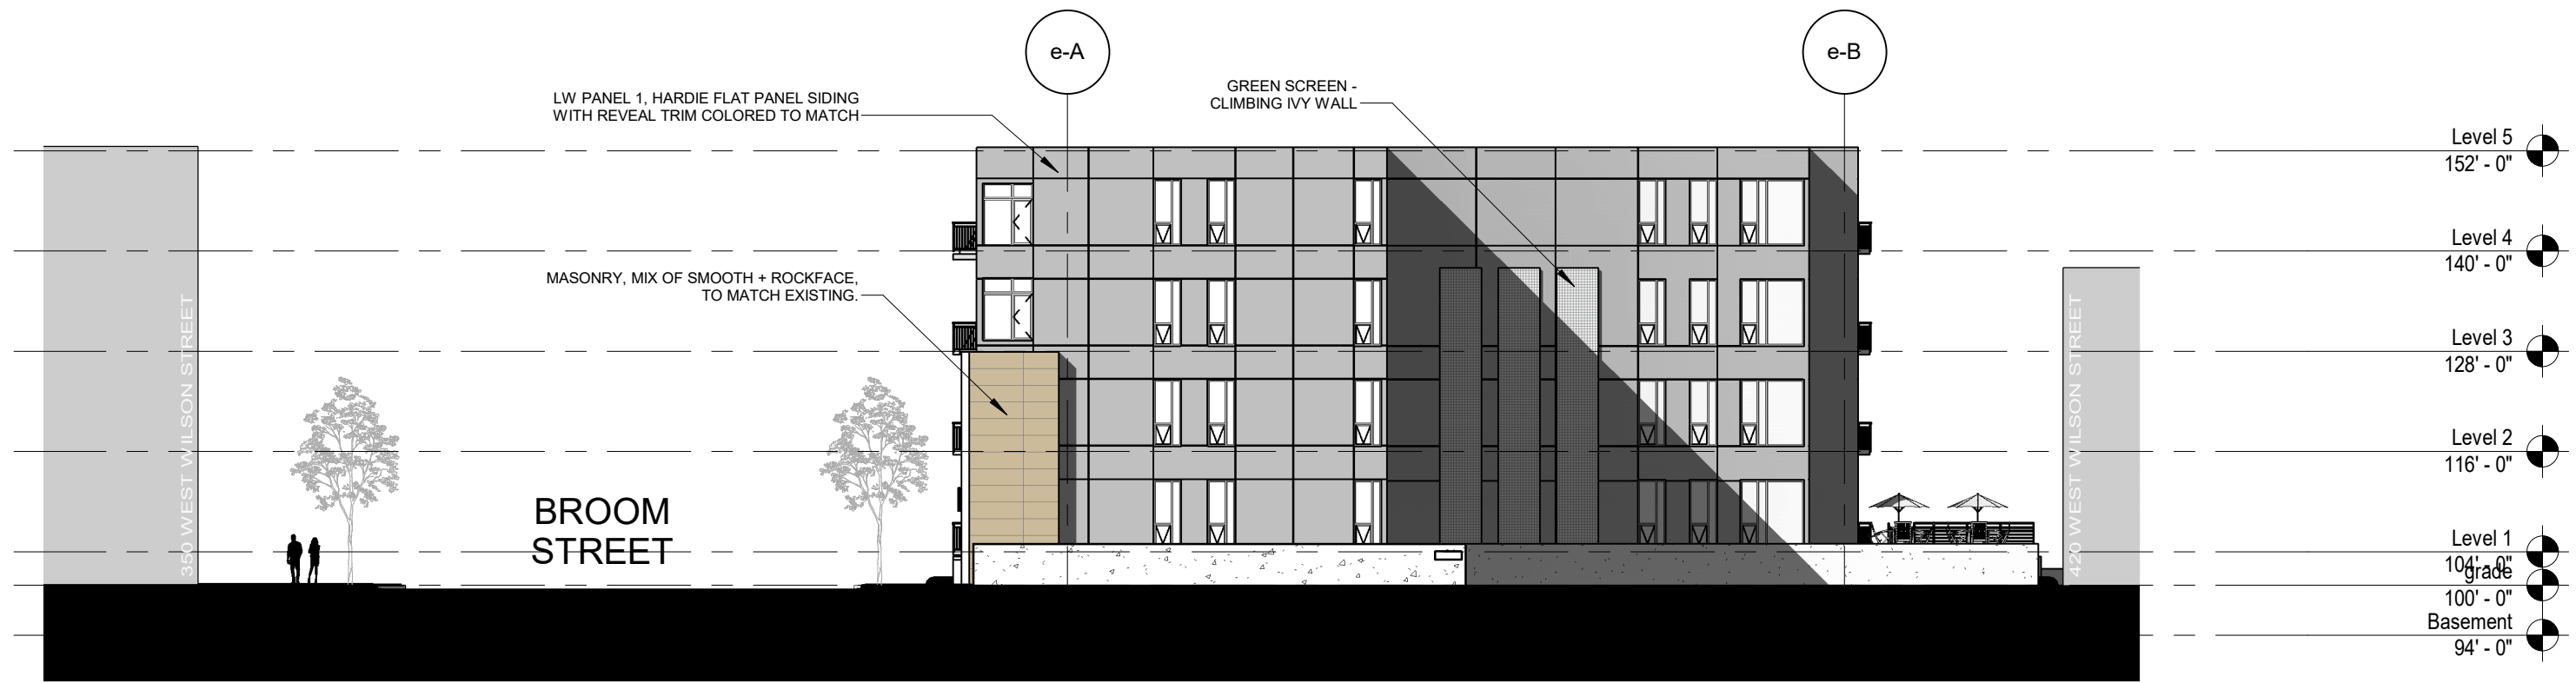 e-A
e-B
LW PANEL 1, HARDIE FLAT PANEL SIDING
WITH REVEAL TRIM COLORED TO MATCH
GREEN SCREEN -
CLIMBING IVY WALL
MASONRY, MIX OF SMOOTH + ROCKFACE,
TO MATCH EXISTING.
350 WEST WILSON STREET
BROOM
STREET
420 WEST WILSON STREET
Level 5
152' - 0"
Level 4
140' - 0"
Level 3
128' - 0"
Level 2
116' - 0"
Level 1
104' - 0"
grade
100' - 0"
Basement
94' - 0"